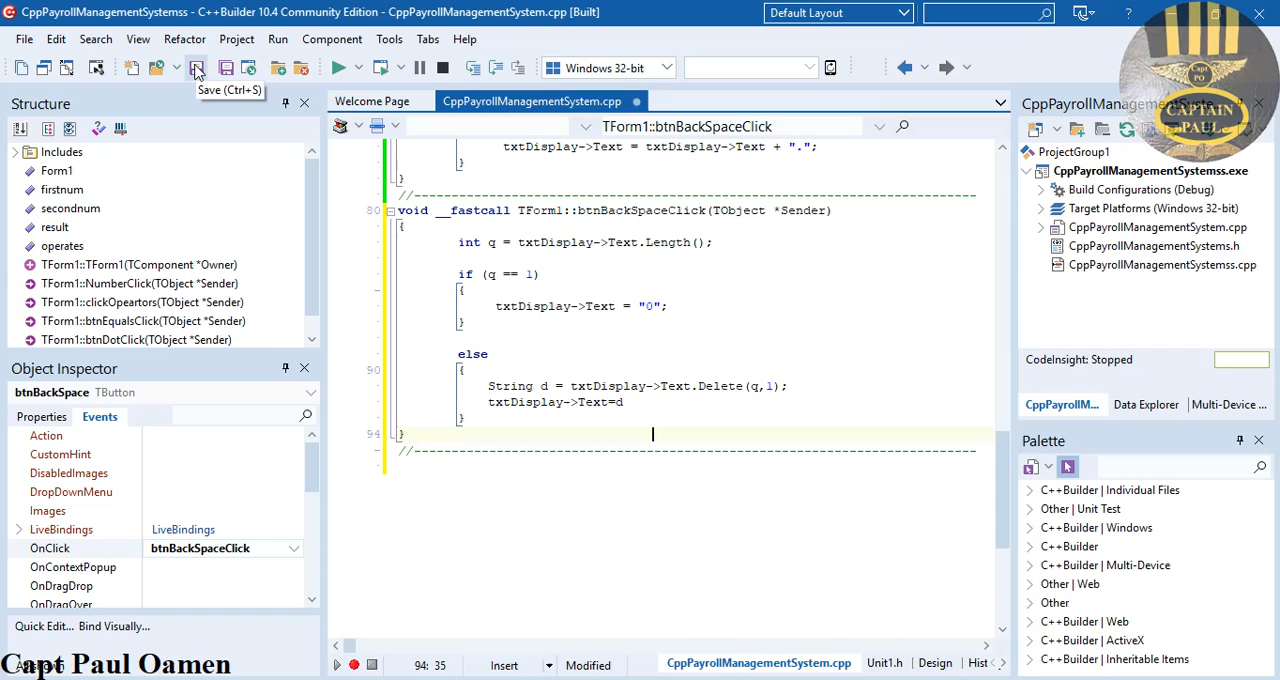 CppPayrollManagementSystemss - C++Builder 10.4 Community Edition - CppPayrollManagementSystem.cpp [Built]
Default Layout
?
File Edit Search View Refactor Project Run Component Tools Tabs Help
Windows 32-bit
Save (Ctrl+S)
Structure
Includes
Form1
firstnum
secondnum
result
operates
TForm1::TForm1(TComponent *Owner)
TForm1::NumberClick(TObject *Sender)
TForm1::clickOpeartors(TObject *Sender)
TForm1::btnEqualsClick(TObject *Sender)
TForm1::btnDotClick(TObject *Sender)
Object Inspector
btnBackSpace TButton
Properties Events
Action
CustomHint
DisabledImages
DropDownMenu
Images
LiveBindings LiveBindings
OnClick btnBackSpaceClick
OnContextPopup
OnDragDrop
OnDragOver
Quick Edit... Bind Visually...
Capt Paul Oamen
Welcome Page CppPayrollManagementSystem.cpp
TForm1::btnBackSpaceClick
txtDisplay->Text = txtDisplay->Text + ".";
}
}
//---------------------------------------------------------------------------
80 void __fastcall TForm1::btnBackSpaceClick(TObject *Sender)
{
int q = txtDisplay->Text.Length();
if (q == 1)
{
txtDisplay->Text = "0";
}
else
90 {
String d = txtDisplay->Text.Delete(q,1);
txtDisplay->Text=d
}
94 }
//---------------------------------------------------------------------------
94: 35 Insert Modified CppPayrollManagementSystem.cpp Unit1.h Design Hist
CppPayrollManagementSyste
CAPT
PO
CAPTAIN
PAUL
ProjectGroup1
CppPayrollManagementSystemss.exe
Build Configurations (Debug)
Target Platforms (Windows 32-bit)
CppPayrollManagementSystem.cpp
CppPayrollManagementSystems.h
CppPayrollManagementSystemss.cpp
CodeInsight: Stopped
CppPayrollM... Data Explorer Multi-Device ...
Palette
C++Builder | Individual Files
Other | Unit Test
C++Builder | Windows
C++Builder
C++Builder | Multi-Device
Other | Web
Other
C++Builder | Web
C++Builder | ActiveX
C++Builder | Inheritable Items